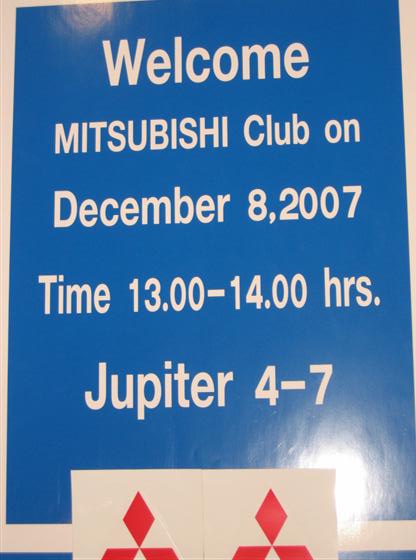 Welcome
MITSUBISHI Club on
December 8,2007
Time 13.00-14.00 hrs.
Jupiter 4-7